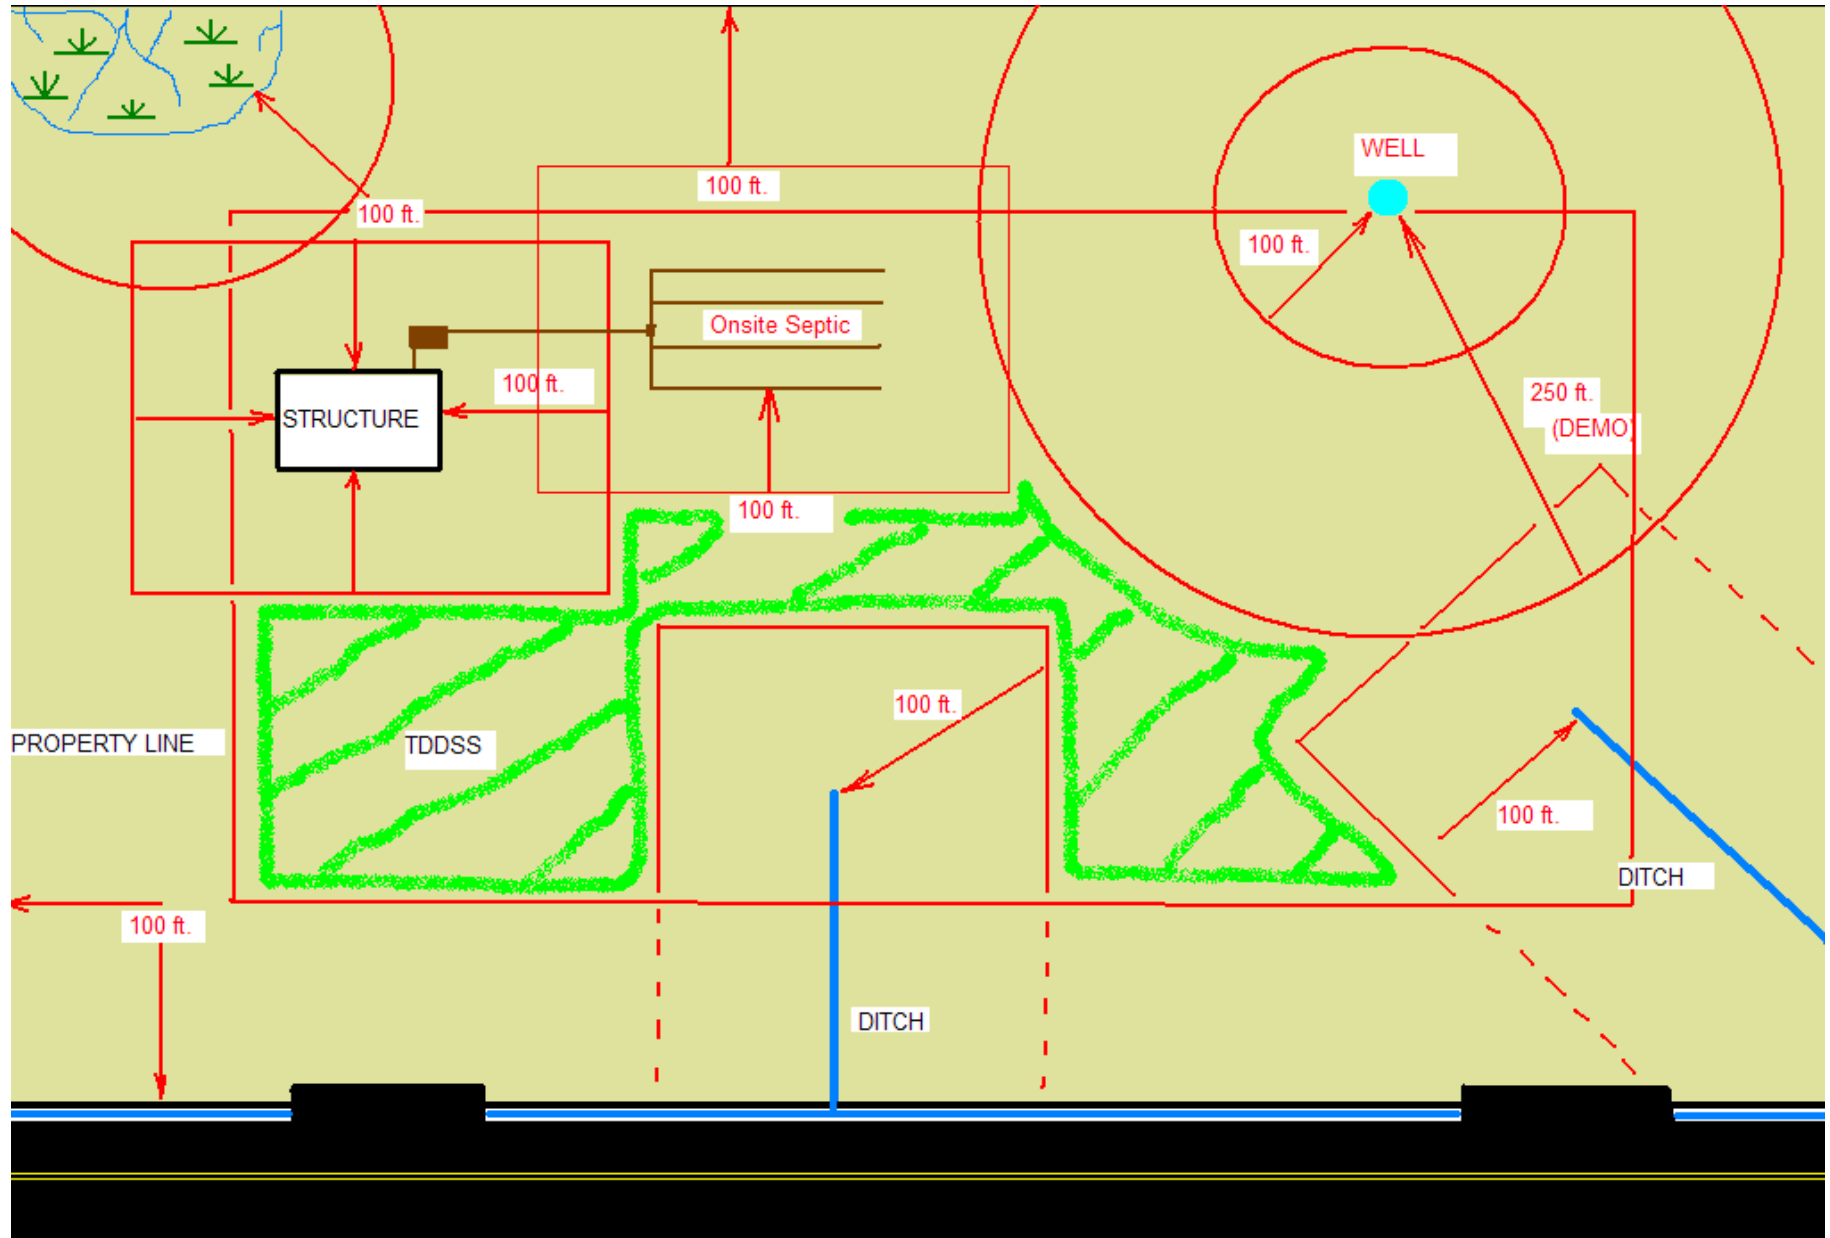 WELL
100 ft.
100 ft.
100 ft.
Onsite Septic
100 ft.
250 ft.
STRUCTURE
(DEMO)
100 ft.
100 ft.
PROPERTY LINE
TDDSS
100 ft.
DITCH
100 ft.
DITCH